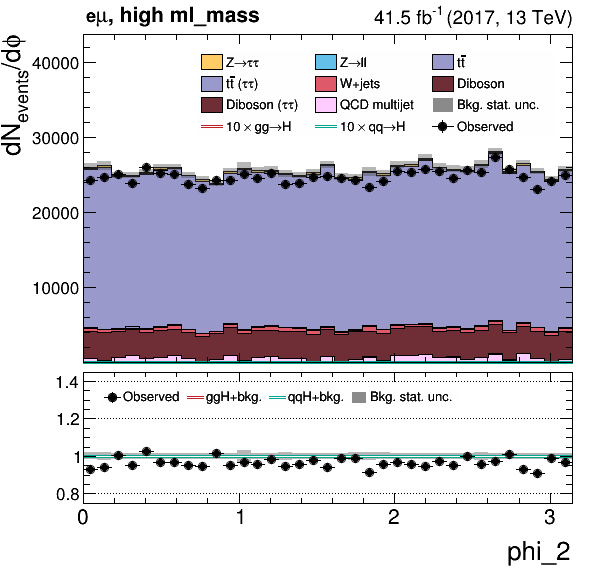 eμ, high ml_mass 41.5 fb⁻¹ (2017, 13 TeV)
dN_events/dϕ
40000
30000
20000
10000
Z→ττ Z→ll tt̄
tt̄ (ττ) W+jets Diboson
Diboson (ττ) QCD multijet Bkg. stat. unc.
10 × gg→H 10 × qq→H Observed
1.4
1.2
1
0.8
Observed ggH+bkg. qqH+bkg. Bkg. stat. unc.
0 1 2 3
phi_2